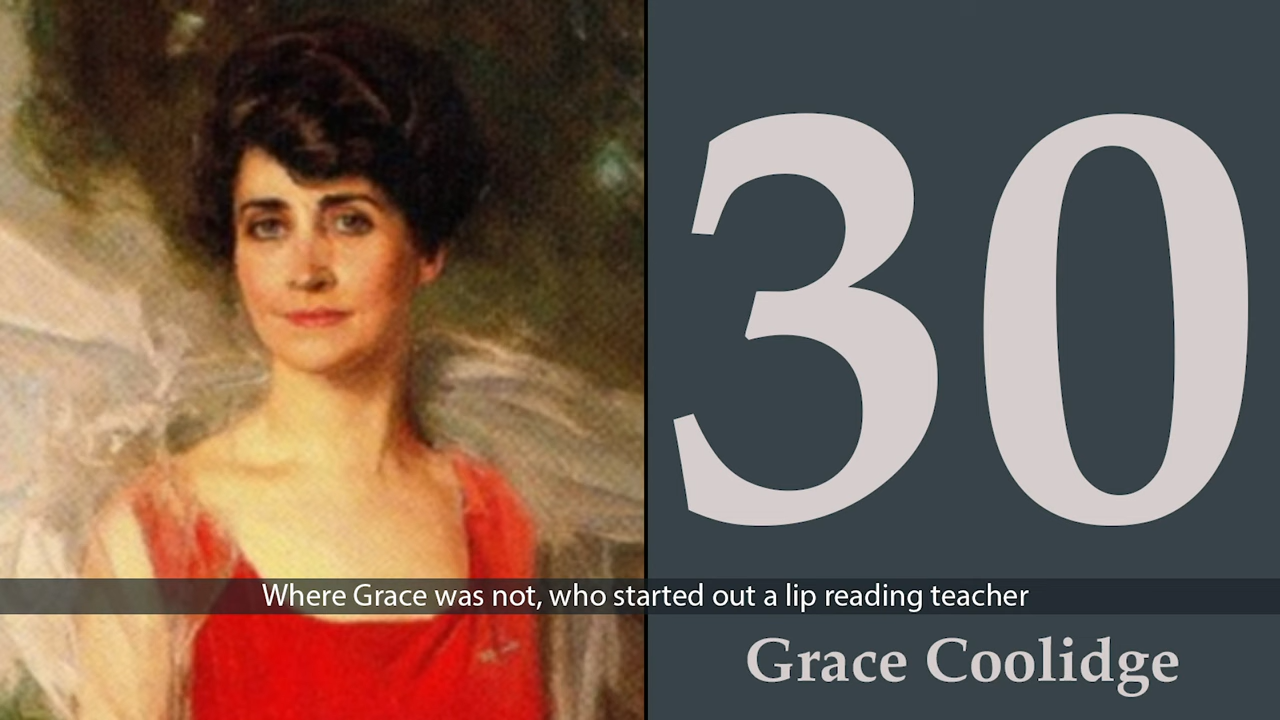 30
Where Grace was not, who started out a lip reading teacher
Grace Coolidge